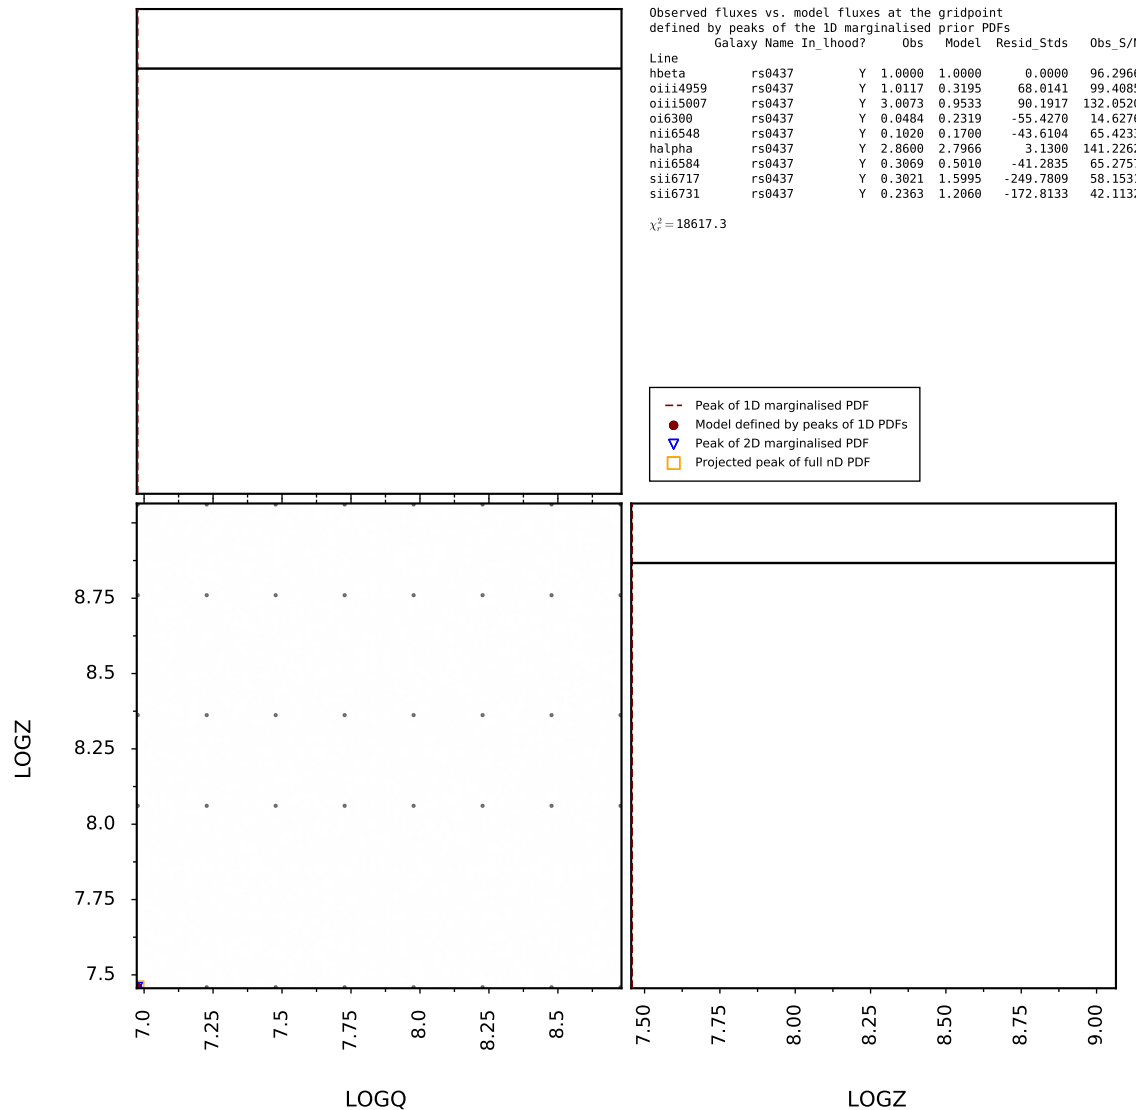 Observed fluxes vs. model fluxes at the gridpoint
defined by peaks of the 1D marginalised prior PDFs
Galaxy Name In_lhood? Obs Model Resid_Stds Obs_S/N
Line
hbeta rs0437 Y 1.0000 1.0000 0.0000 96.2966
oiii4959 rs0437 Y 1.0117 0.3195 68.0141 99.4085
oiii5007 rs0437 Y 3.0073 0.9533 90.1917 132.0520
oi6300 rs0437 Y 0.0484 0.2319 -55.4270 14.6276
nii6548 rs0437 Y 0.1020 0.1700 -43.6104 65.4233
halpha rs0437 Y 2.8600 2.7966 3.1300 141.2262
nii6584 rs0437 Y 0.3069 0.5010 -41.2835 65.2757
sii6717 rs0437 Y 0.3021 1.5995 -249.7809 58.1531
sii6731 rs0437 Y 0.2363 1.2060 -172.8133 42.1132
χ²ᵣ = 18617.3
Peak of 1D marginalised PDF
Model defined by peaks of 1D PDFs
Peak of 2D marginalised PDF
Projected peak of full nD PDF
LOGZ
8.75
8.5
8.25
8.0
7.75
7.5
7.0 7.25 7.5 7.75 8.0 8.25 8.5
LOGQ
7.50 7.75 8.00 8.25 8.50 8.75 9.00
LOGZ